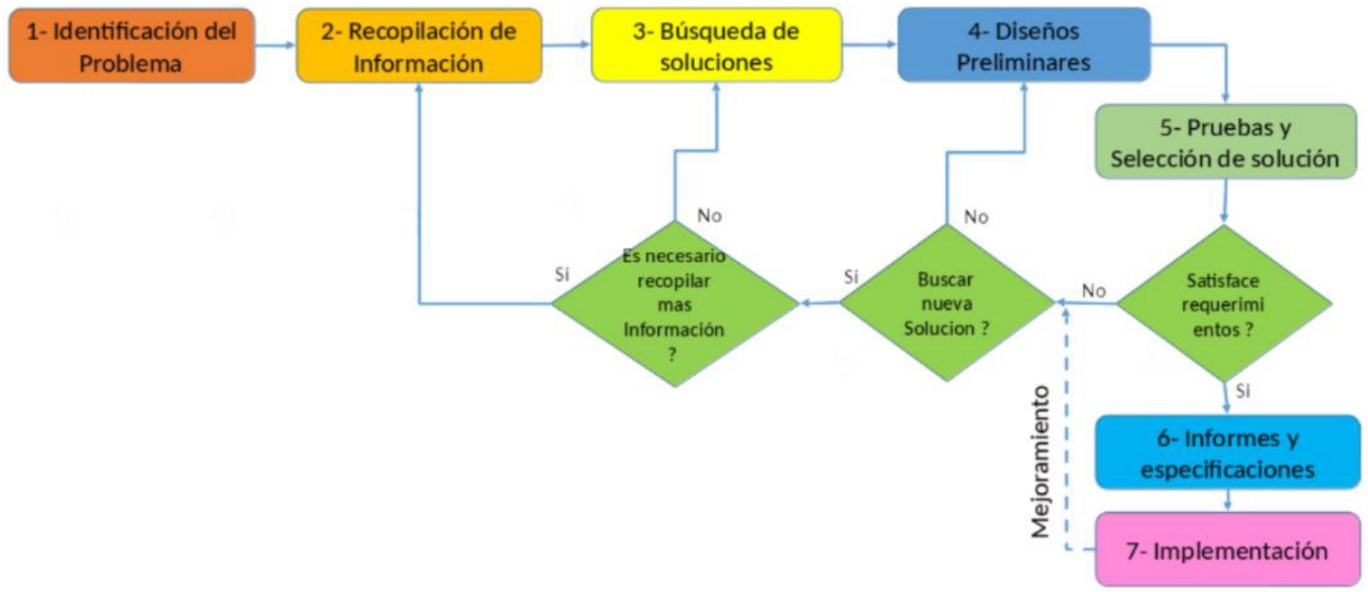 1- Identificación del
Problema
2- Recopilación de
Información
3- Búsqueda de
soluciones
4- Diseños
Preliminares
5- Pruebas y
Selección de solución
No
No
Es necesario
recopilar
mas
Información
?
Si
Buscar
nueva
Solucion ?
Si
Satisface
requerimi
entos ?
No
Si
Mejoramiento
6- Informes y
especificaciones
7- Implementación